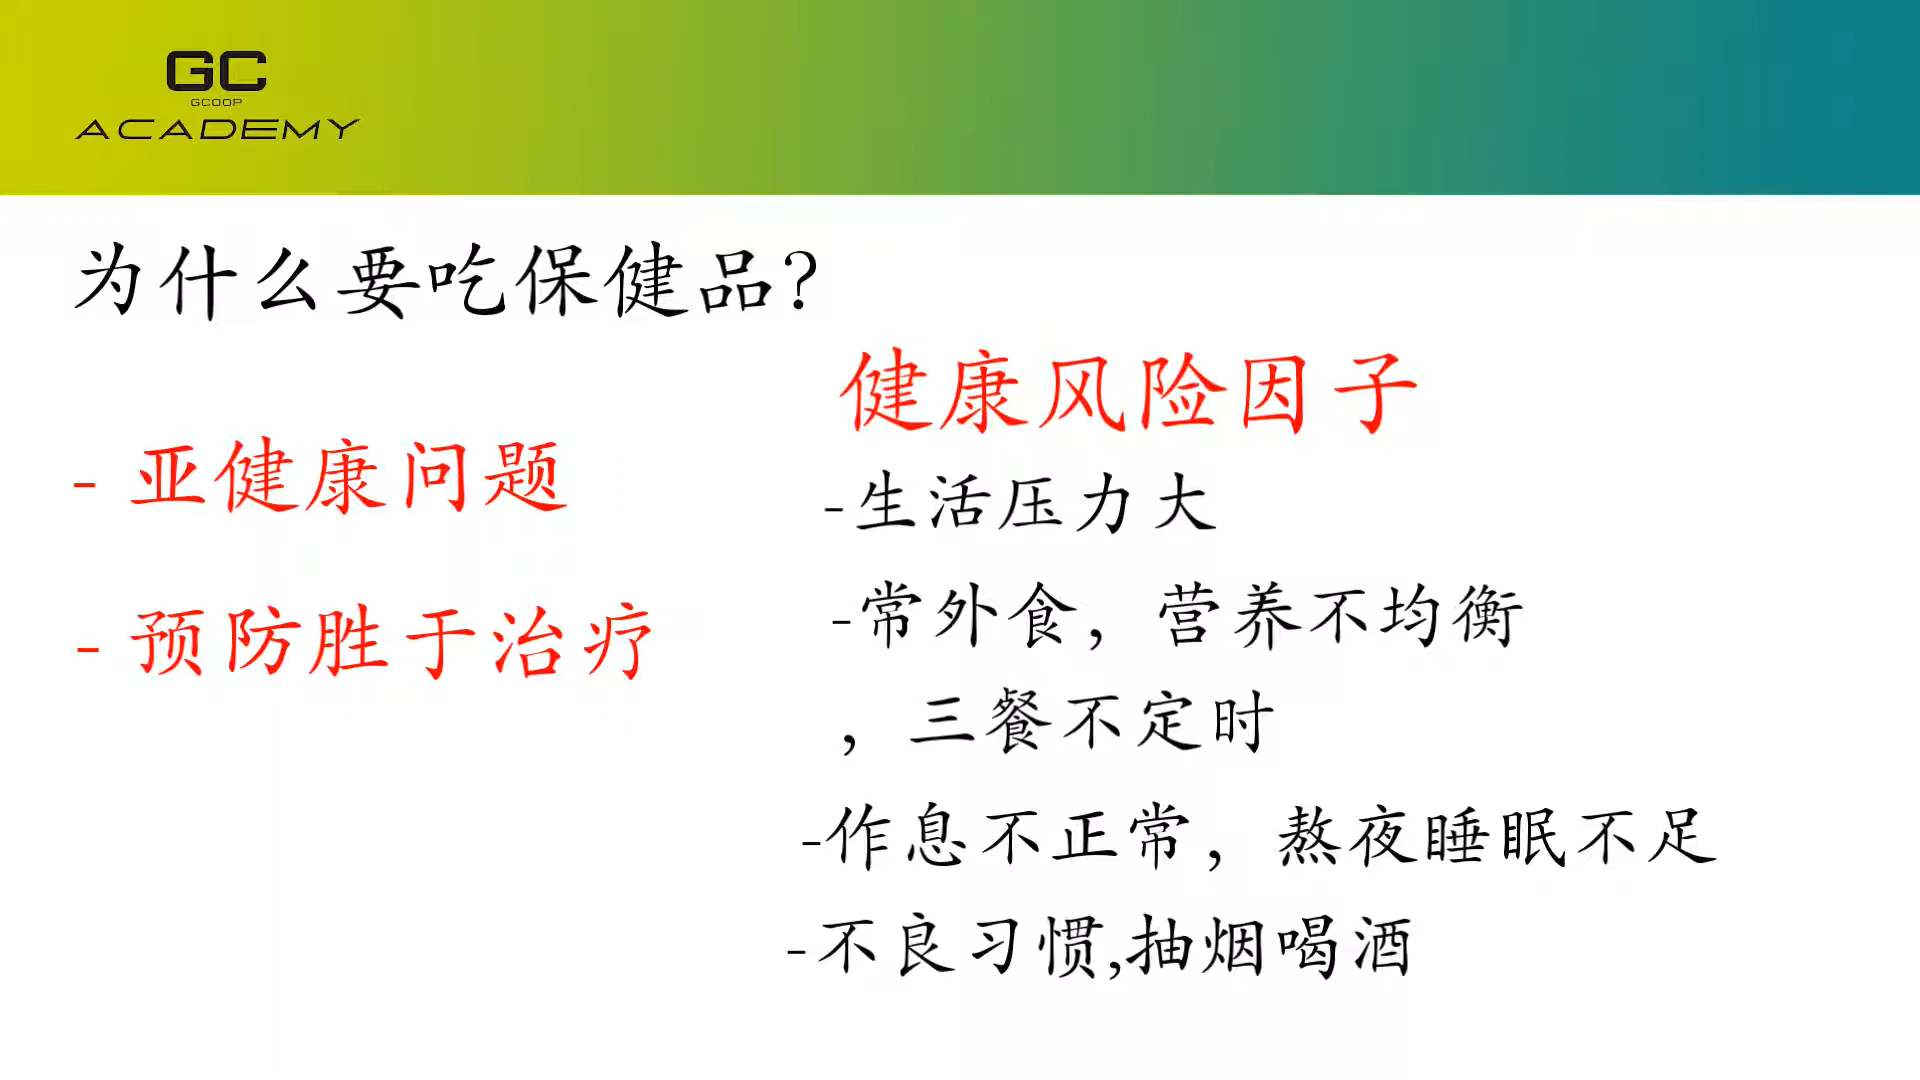 GC
GCOOP
ACADEMY
为什么要吃保健品?
- 亚健康问题
- 预防胜于治疗
健康风险因子
-生活压力大
-常外食，营养不均衡
，三餐不定时
-作息不正常，熬夜睡眠不足
-不良习惯,抽烟喝酒